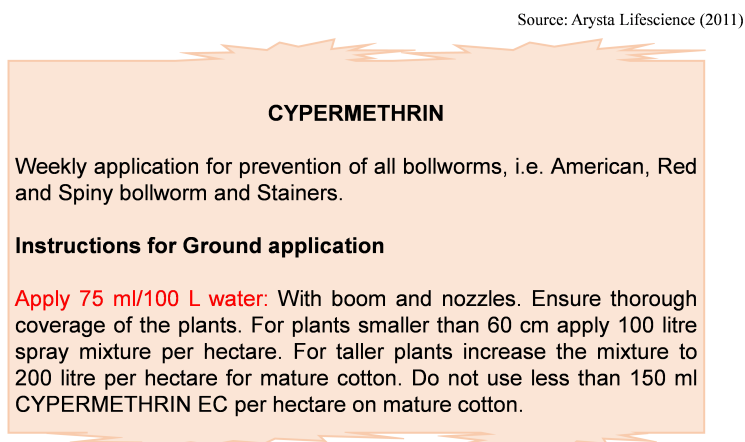 Source: Arysta Lifescience (2011)
CYPERMETHRIN
Weekly application for prevention of all bollworms, i.e. American, Red
and Spiny bollworm and Stainers.
Instructions for Ground application
Apply 75 ml/100 L water: With boom and nozzles. Ensure thorough
coverage of the plants. For plants smaller than 60 cm apply 100 litre
spray mixture per hectare. For taller plants increase the mixture to
200 litre per hectare for mature cotton. Do not use less than 150 ml
CYPERMETHRIN EC per hectare on mature cotton.